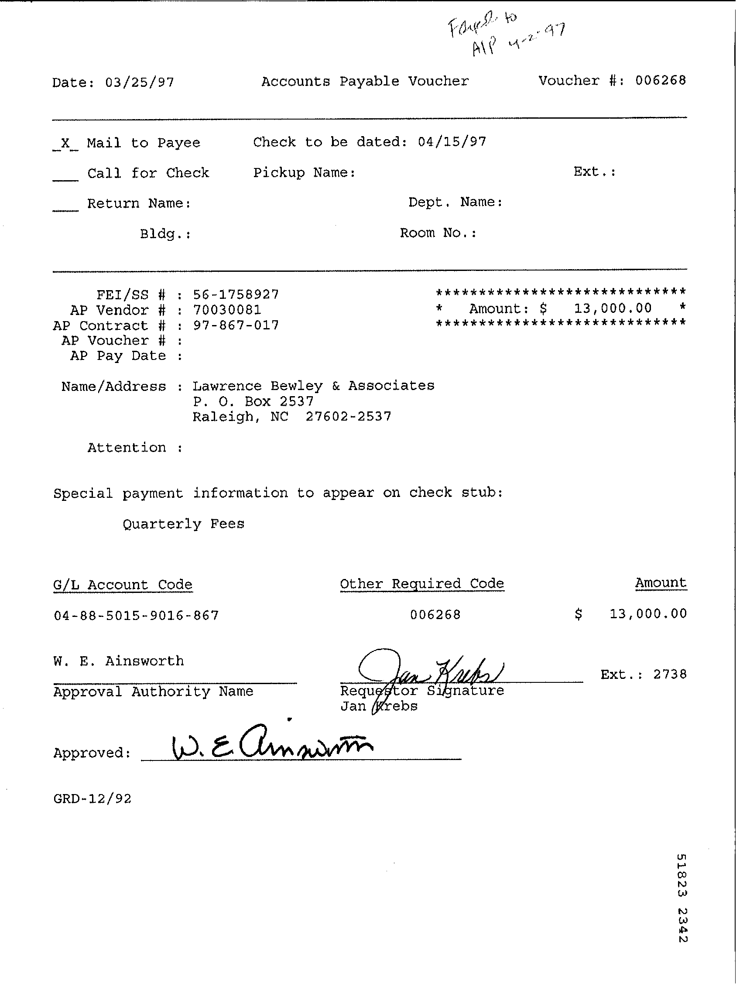 Faxed to
A/P 4-2-97
Date: 03/25/97 Accounts Payable Voucher Voucher #: 006268
_X_ Mail to Payee Check to be dated: 04/15/97
___ Call for Check Pickup Name: Ext.:
___ Return Name: Dept. Name:
Bldg.: Room No.:
FEI/SS # : 56-1758927 *****************************
AP Vendor # : 70030081 * Amount: $ 13,000.00 *
AP Contract # : 97-867-017 *****************************
AP Voucher # :
AP Pay Date :
Name/Address : Lawrence Bewley & Associates
P. O. Box 2537
Raleigh, NC 27602-2537
Attention :
Special payment information to appear on check stub:
Quarterly Fees
G/L Account Code Other Required Code Amount
04-88-5015-9016-867 006268 $ 13,000.00
W. E. Ainsworth Jan Krebs Ext.: 2738
Approval Authority Name Requestor Signature
Jan Krebs
Approved: W. E Ainsworth
GRD-12/92
51823 2342